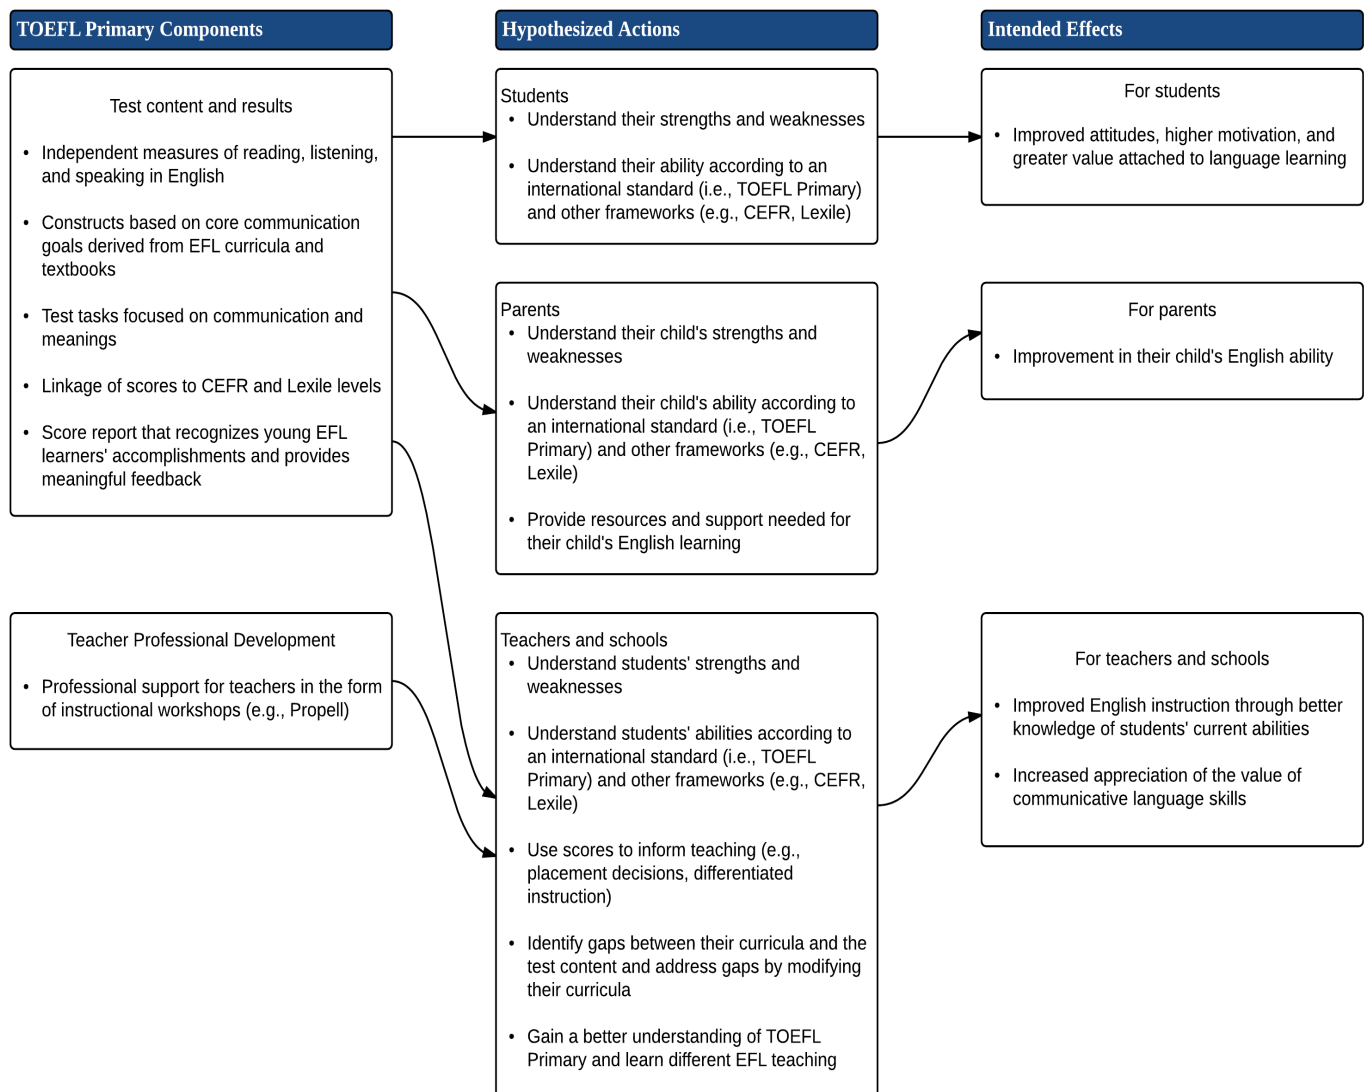 TOEFL Primary Components
Hypothesized Actions
Intended Effects
Test content and results
• Independent measures of reading, listening,
and speaking in English
• Constructs based on core communication
goals derived from EFL curricula and
textbooks
• Test tasks focused on communication and
meanings
• Linkage of scores to CEFR and Lexile levels
• Score report that recognizes young EFL
learners' accomplishments and provides
meaningful feedback
Teacher Professional Development
• Professional support for teachers in the form
of instructional workshops (e.g., Propell)
Students
• Understand their strengths and weaknesses
• Understand their ability according to an
international standard (i.e., TOEFL Primary)
and other frameworks (e.g., CEFR, Lexile)
Parents
• Understand their child's strengths and
weaknesses
• Understand their child's ability according to
an international standard (i.e., TOEFL
Primary) and other frameworks (e.g., CEFR,
Lexile)
• Provide resources and support needed for
their child's English learning
Teachers and schools
• Understand students' strengths and
weaknesses
• Understand students' abilities according to
an international standard (i.e., TOEFL
Primary) and other frameworks (e.g., CEFR,
Lexile)
• Use scores to inform teaching (e.g.,
placement decisions, differentiated
instruction)
• Identify gaps between their curricula and the
test content and address gaps by modifying
their curricula
• Gain a better understanding of TOEFL
Primary and learn different EFL teaching
For students
• Improved attitudes, higher motivation, and
greater value attached to language learning
For parents
• Improvement in their child's English ability
For teachers and schools
• Improved English instruction through better
knowledge of students' current abilities
• Increased appreciation of the value of
communicative language skills